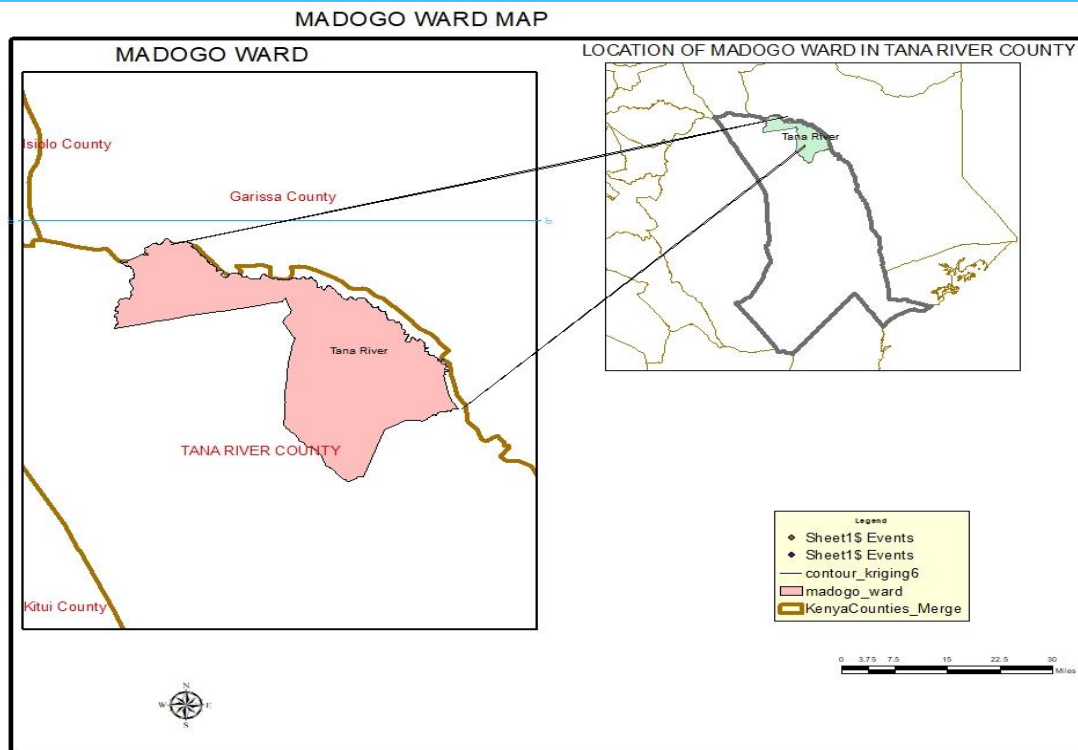 MADOGO WARD MAP
MADOGO WARD
LOCATION OF MADOGO WARD IN TANA RIVER COUNTY
Isiolo County
Garissa County
Tana River
TANA RIVER COUNTY
Kitui County
Tana River
Legend
Sheet1$ Events
Sheet1$ Events
contour_kriging6
madogo_ward
KenyaCounties_Merge
0 3.75 7.5 15 22.5 30
Miles
N
W E
S